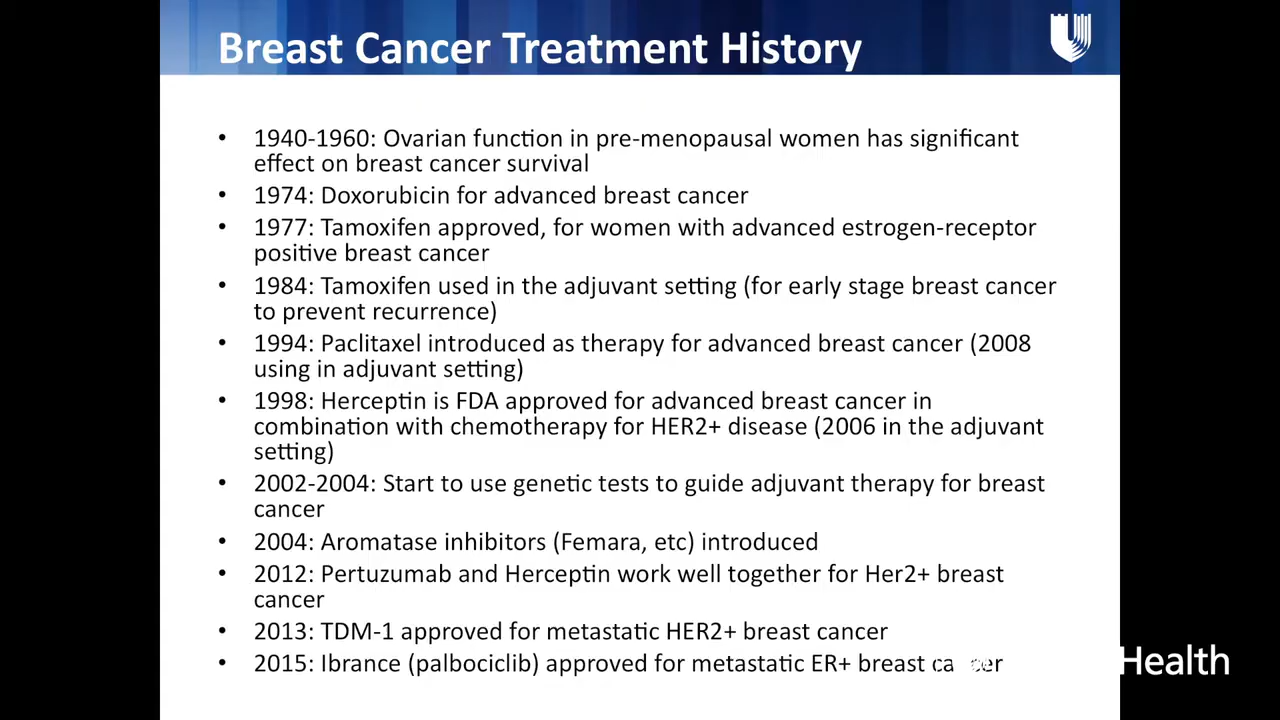 Breast Cancer Treatment History
• 1940-1960: Ovarian function in pre-menopausal women has significant
effect on breast cancer survival
• 1974: Doxorubicin for advanced breast cancer
• 1977: Tamoxifen approved, for women with advanced estrogen-receptor
positive breast cancer
• 1984: Tamoxifen used in the adjuvant setting (for early stage breast cancer
to prevent recurrence)
• 1994: Paclitaxel introduced as therapy for advanced breast cancer (2008
using in adjuvant setting)
• 1998: Herceptin is FDA approved for advanced breast cancer in
combination with chemotherapy for HER2+ disease (2006 in the adjuvant
setting)
• 2002-2004: Start to use genetic tests to guide adjuvant therapy for breast
cancer
• 2004: Aromatase inhibitors (Femara, etc) introduced
• 2012: Pertuzumab and Herceptin work well together for Her2+ breast
cancer
• 2013: TDM-1 approved for metastatic HER2+ breast cancer
• 2015: Ibrance (palbociclib) approved for metastatic ER+ breast cancer
Health